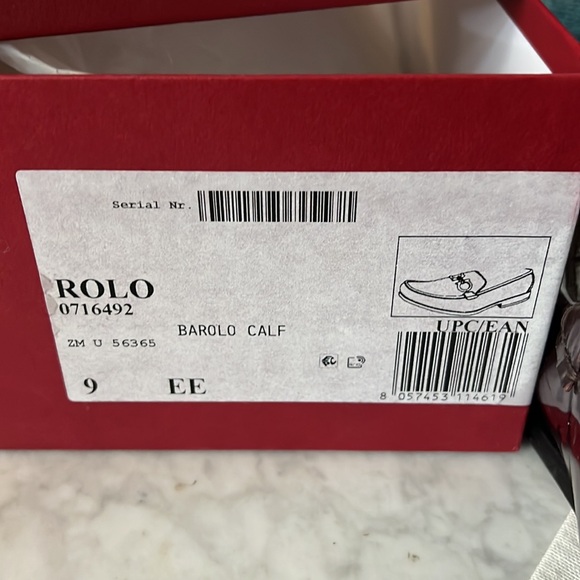 Serial Nr.
ROLO
0716492
BAROLO CALF
ZM U 56365
UPC/EAN
9 EE
8 057453 114619